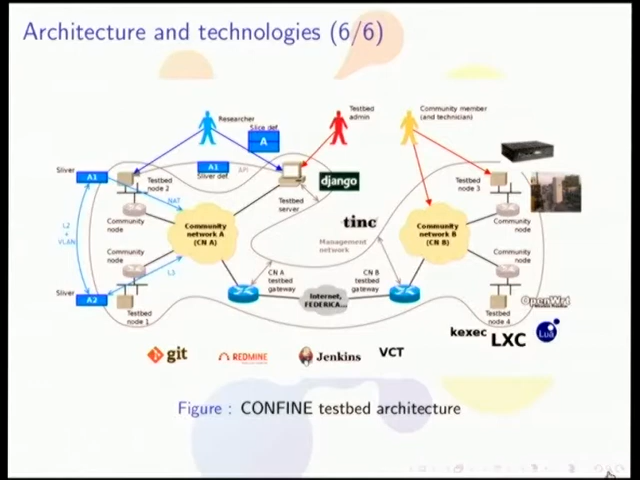 Architecture and technologies (6/6)
Researcher
Slice def
A
Testbed
admin
Community member
(and technician)
Sliver
A1
Testbed
node 2
A1
Sliver def
API
django
Testbed
server
Testbed
node 3
NAT
Community
node
Community
network A
(CN A)
L2
+
VLAN
tinc
Management
network
Community
network B
(CN B)
Community
node
Community
node
L3
CN A
testbed
gateway
CN B
testbed
gateway
Community
node
Sliver
A2
Testbed
node 1
Internet,
FEDERICA...
Testbed
node 4
OpenWrt
kexec
LXC
Lua
git
REDMINE
Jenkins
VCT
Figure : CONFINE testbed architecture